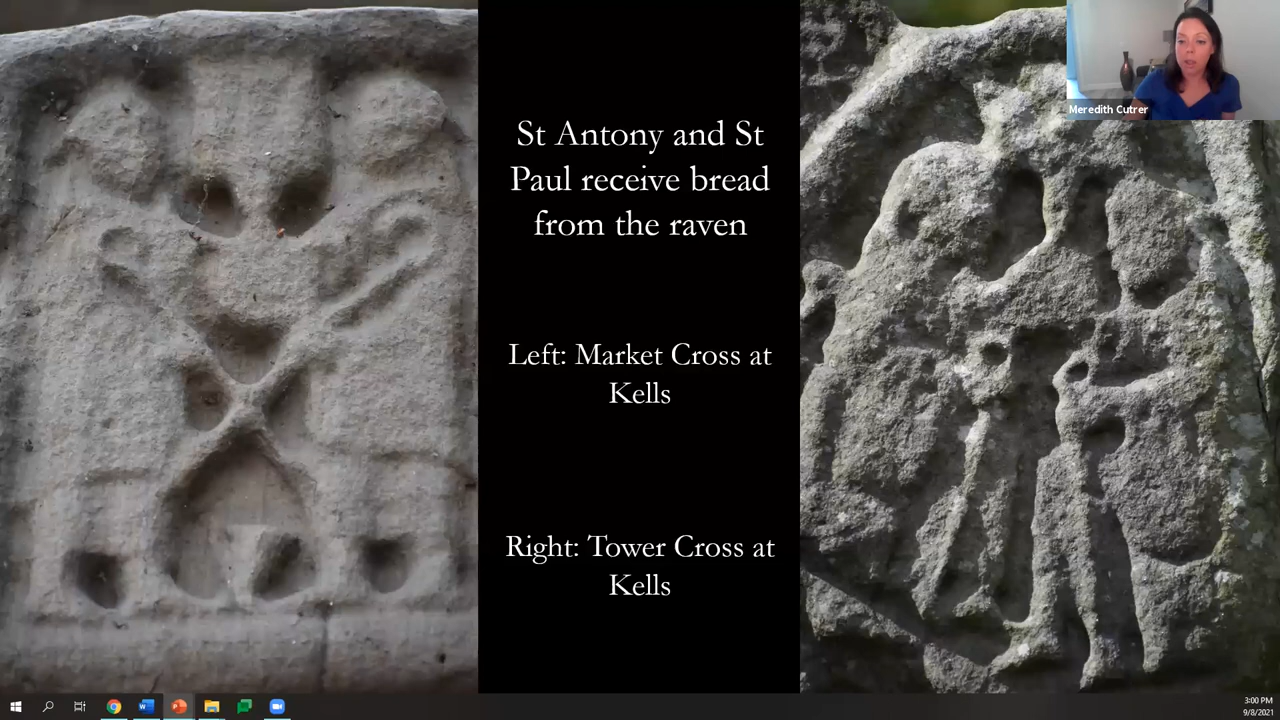 St Antony and St
Paul receive bread
from the raven
Left: Market Cross at
Kells
Right: Tower Cross at
Kells
Meredith Cutrer
3:00 PM
9/8/2021